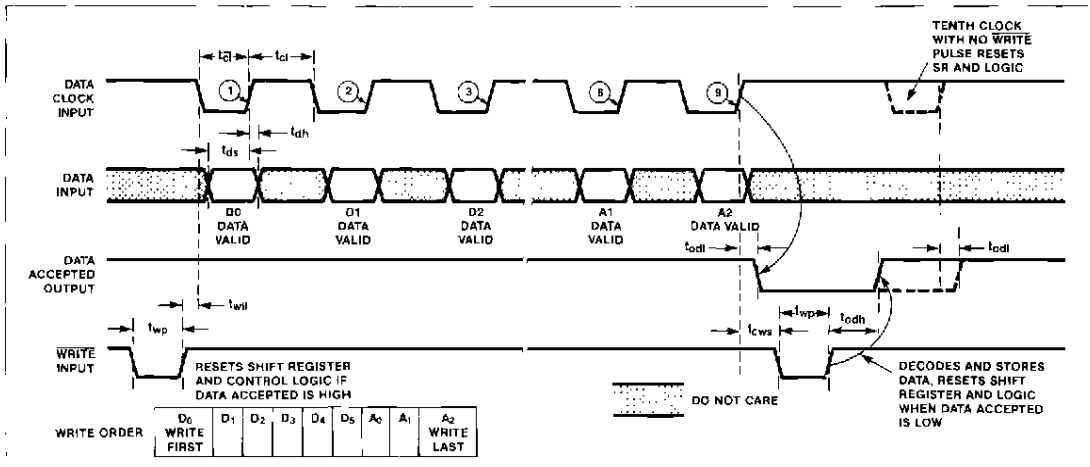 TENTH CLOCK
WITH NO WRITE
PULSE RESETS
SR AND LOGIC
tcl
tcl
DATA
CLOCK
INPUT
1
2
3
8
9
tdh
tds
DATA
INPUT
D0
DATA
VALID
D1
DATA
VALID
D2
DATA
VALID
A1
DATA
VALID
A2
DATA VALID
todl
todl
DATA
ACCEPTED
OUTPUT
twil
twp
twp
todh
tcws
WRITE
INPUT
RESETS SHIFT REGISTER
AND CONTROL LOGIC IF
DATA ACCEPTED IS HIGH
DO NOT CARE
DECODES AND STORES
DATA, RESETS SHIFT
REGISTER AND LOGIC
WHEN DATA ACCEPTED
IS LOW
WRITE ORDER
D0
WRITE
FIRST
D1
D2
D3
D4
D5
A0
A1
A2
WRITE
LAST